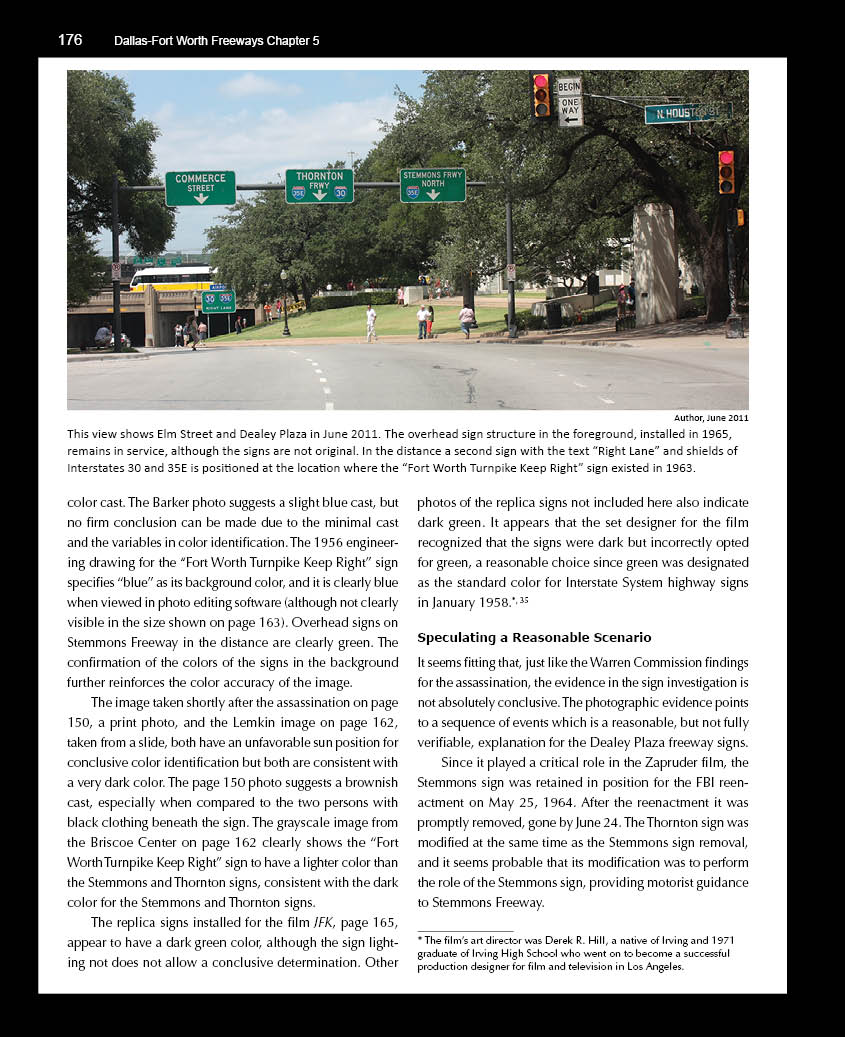 176 Dallas-Fort Worth Freeways Chapter 5
BEGIN
ONE
WAY
N. HOUSTON ST
COMMERCE
STREET
THORNTON
FRWY
35E 30
STEMMONS FRWY
NORTH
35E
30 35E
RIGHT LANE
Author, June 2011
This view shows Elm Street and Dealey Plaza in June 2011. The overhead sign structure in the foreground, installed in 1965,
remains in service, although the signs are not original. In the distance a second sign with the text “Right Lane” and shields of
Interstates 30 and 35E is positioned at the location where the “Fort Worth Turnpike Keep Right” sign existed in 1963.
color cast. The Barker photo suggests a slight blue cast, but
no firm conclusion can be made due to the minimal cast
and the variables in color identification. The 1956 engineer-
ing drawing for the “Fort Worth Turnpike Keep Right” sign
specifies “blue” as its background color, and it is clearly blue
when viewed in photo editing software (although not clearly
visible in the size shown on page 163). Overhead signs on
Stemmons Freeway in the distance are clearly green. The
confirmation of the colors of the signs in the background
further reinforces the color accuracy of the image.
The image taken shortly after the assassination on page
150, a print photo, and the Lemkin image on page 162,
taken from a slide, both have an unfavorable sun position for
conclusive color identification but both are consistent with
a very dark color. The page 150 photo suggests a brownish
cast, especially when compared to the two persons with
black clothing beneath the sign. The grayscale image from
the Briscoe Center on page 162 clearly shows the “Fort
Worth Turnpike Keep Right” sign to have a lighter color than
the Stemmons and Thornton signs, consistent with the dark
color for the Stemmons and Thornton signs.
The replica signs installed for the film JFK, page 165,
appear to have a dark green color, although the sign light-
ing not does not allow a conclusive determination. Other
photos of the replica signs not included here also indicate
dark green. It appears that the set designer for the film
recognized that the signs were dark but incorrectly opted
for green, a reasonable choice since green was designated
as the standard color for Interstate System highway signs
in January 1958.*, 35
Speculating a Reasonable Scenario
It seems fitting that, just like the Warren Commission findings
for the assassination, the evidence in the sign investigation is
not absolutely conclusive. The photographic evidence points
to a sequence of events which is a reasonable, but not fully
verifiable, explanation for the Dealey Plaza freeway signs.
Since it played a critical role in the Zapruder film, the
Stemmons sign was retained in position for the FBI reen-
actment on May 25, 1964. After the reenactment it was
promptly removed, gone by June 24. The Thornton sign was
modified at the same time as the Stemmons sign removal,
and it seems probable that its modification was to perform
the role of the Stemmons sign, providing motorist guidance
to Stemmons Freeway.
* The film’s art director was Derek R. Hill, a native of Irving and 1971
graduate of Irving High School who went on to become a successful
production designer for film and television in Los Angeles.